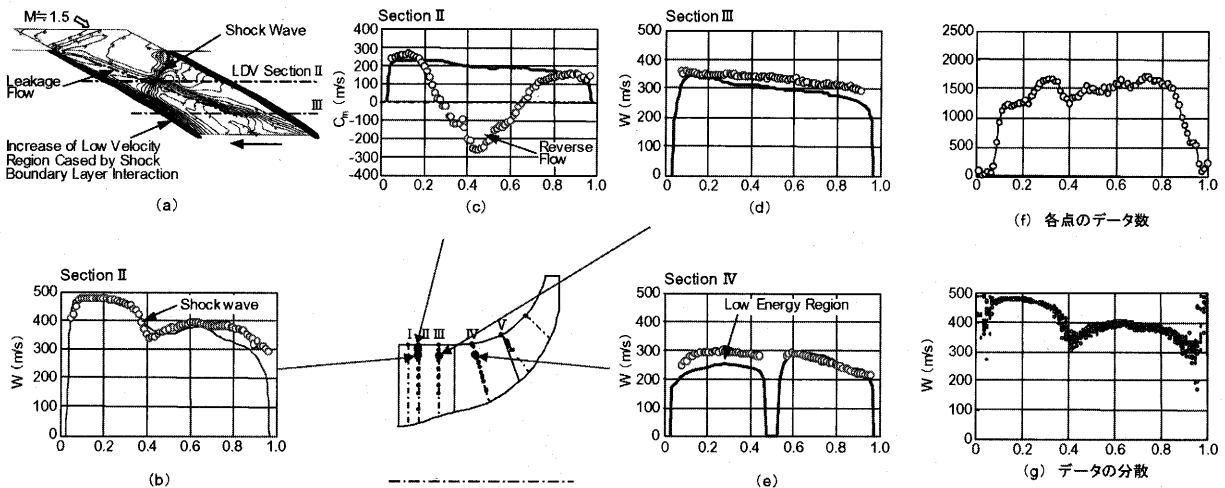 M≒1.5
Shock Wave
LDV Section Ⅱ
Leakage
Flow
Ⅲ
Increase of Low Velocity
Region Cased by Shock
Boundary Layer Interaction
(a)
Section Ⅱ
400
300
200
100
0
-100
-200
-300
-400
Cm (m/s)
Reverse
Flow
0 0.2 0.4 0.6 0.8 1.0
(c)
Section Ⅲ
500
400
300
200
100
0
W (m/s)
0 0.2 0.4 0.6 0.8 1.0
(d)
2500
2000
1500
1000
500
0
0 0.2 0.4 0.6 0.8 1.0
(f) 各点のデータ数
Section Ⅱ
500
400
300
200
100
0
W (m/s)
Shock wave
0 0.2 0.4 0.6 0.8 1.0
(b)
Ⅰ Ⅱ Ⅲ Ⅳ Ⅴ
Section Ⅳ
500
400
300
200
100
0
W (m/s)
Low Energy Region
0 0.2 0.4 0.6 0.8 1.0
(e)
500
400
300
200
100
0
W (m/s)
0 0.2 0.4 0.6 0.8 1.0
(g) データの分散